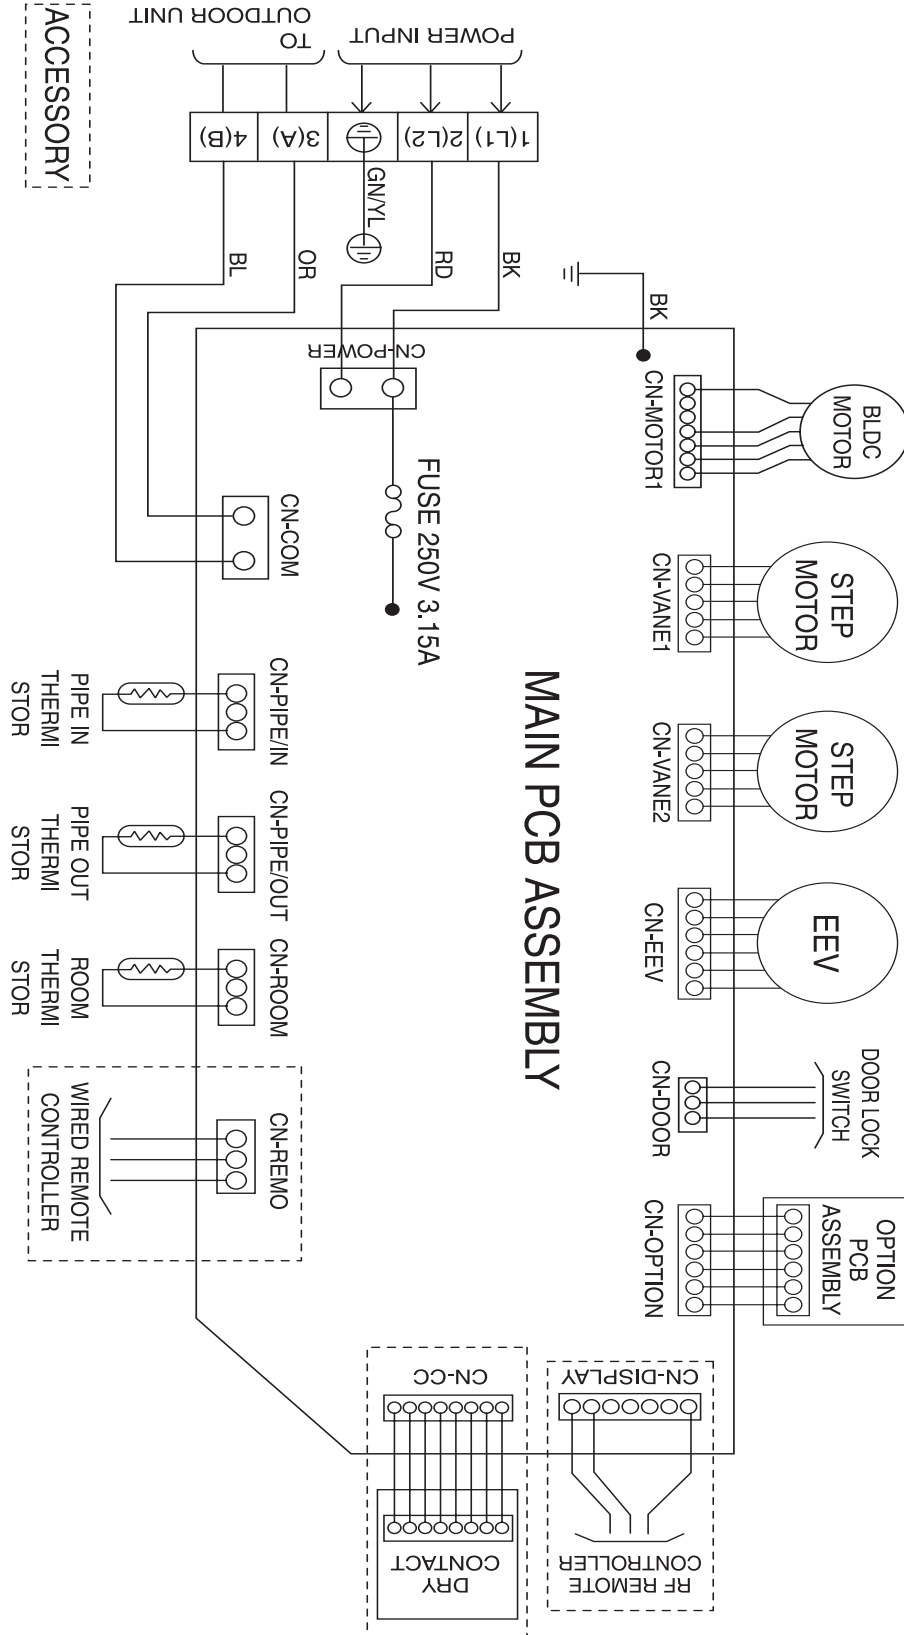 ACCESSORY
TO
OUTDOOR UNIT
POWER INPUT
4(B)
3(A)
2(L2)
1(L1)
GN/YL
BL
OR
RD
BK
BK
CN-POWER
FUSE 250V 3.15A
CN-COM
CN-MOTOR1
BLDC
MOTOR
CN-VANE1
STEP
MOTOR
CN-VANE2
STEP
MOTOR
CN-EEV
EEV
CN-DOOR
DOOR LOCK
SWITCH
CN-OPTION
OPTION
PCB
ASSEMBLY
MAIN PCB ASSEMBLY
CN-PIPE/IN
PIPE IN
THERMI
STOR
CN-PIPE/OUT
PIPE OUT
THERMI
STOR
CN-ROOM
ROOM
THERMI
STOR
CN-REMO
WIRED REMOTE
CONTROLLER
CN-CC
DRY
CONTACT
CN-DISPLAY
RF REMOTE
CONTROLLER